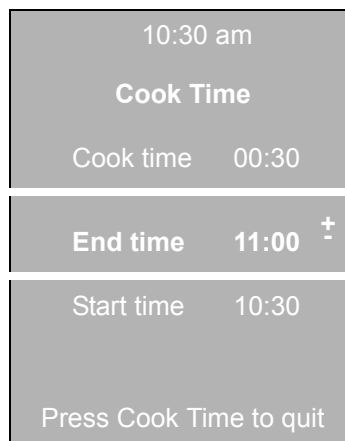 10:30 am
Cook Time
Cook time 00:30
End time 11:00 +
-
Start time 10:30
Press Cook Time to quit